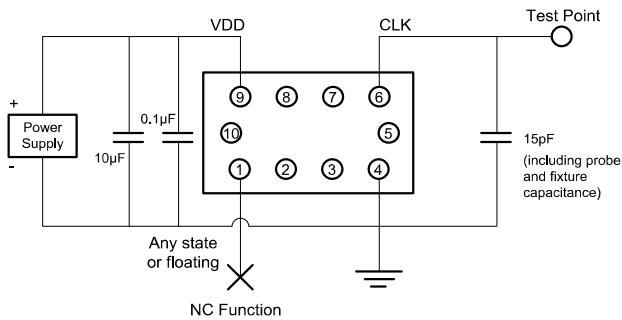 Test Point
VDD
CLK
+
Power
Supply
-
10µF
0.1µF
9
8
7
6
10
5
1
2
3
4
15pF
(including probe
and fixture
capacitance)
Any state
or floating
NC Function